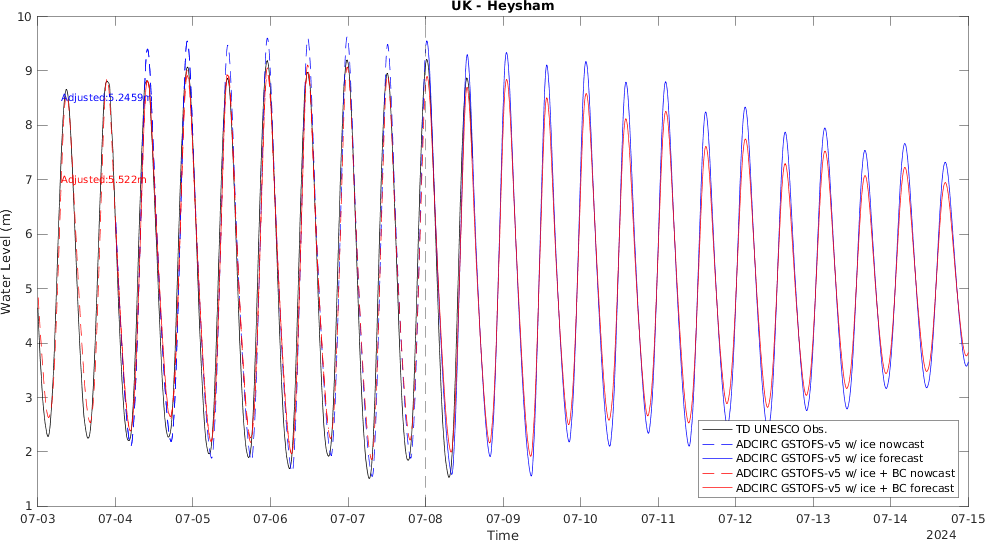 UK - Heysham
10
9
8
7
6
5
4
3
2
1
Water Level (m)
Adjusted:5.2459m
Adjusted:5.522m
TD UNESCO Obs.
ADCIRC GSTOFS-v5 w/ ice nowcast
ADCIRC GSTOFS-v5 w/ ice forecast
ADCIRC GSTOFS-v5 w/ ice + BC nowcast
ADCIRC GSTOFS-v5 w/ ice + BC forecast
07-03 07-04 07-05 07-06 07-07 07-08 07-09 07-10 07-11 07-12 07-13 07-14 07-15
Time
2024